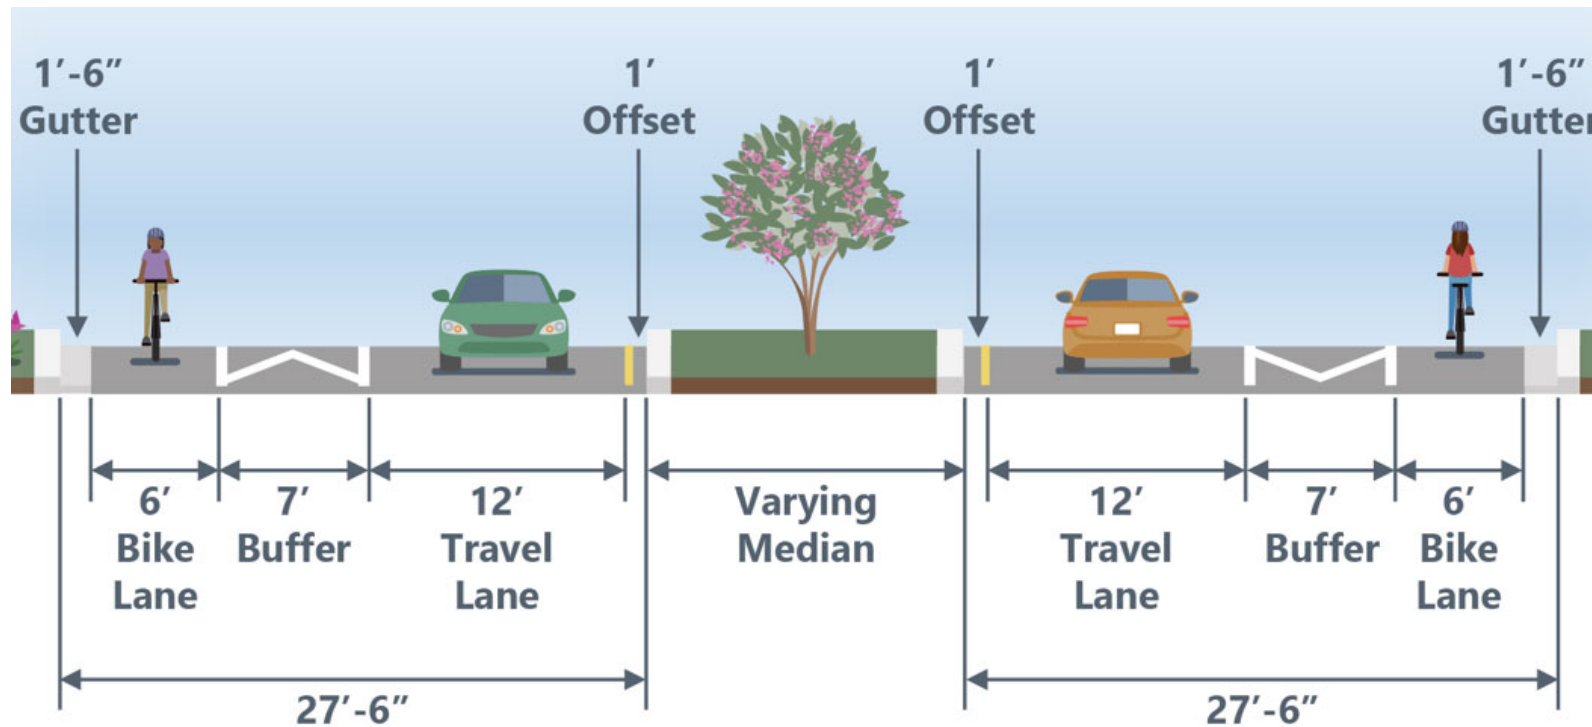 1'-6"
Gutter
1'
Offset
1'
Offset
1'-6"
Gutter
6'
Bike
Lane
7'
Buffer
12'
Travel
Lane
Varying
Median
12'
Travel
Lane
7'
Buffer
6'
Bike
Lane
27'-6"
27'-6"